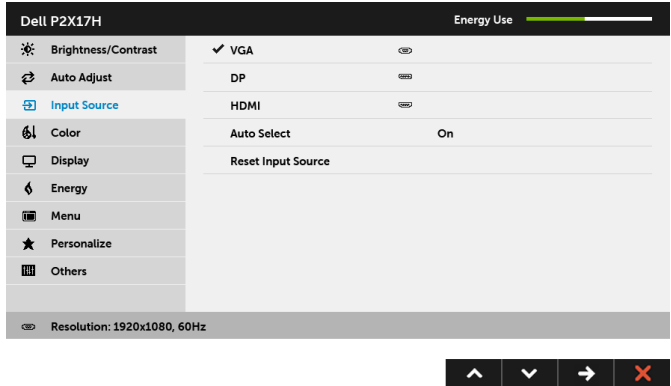 Dell P2X17H
Energy Use
Brightness/Contrast
Auto Adjust
Input Source
Color
Display
Energy
Menu
Personalize
Others
VGA
DP
HDMI
Auto Select On
Reset Input Source
Resolution: 1920x1080, 60Hz